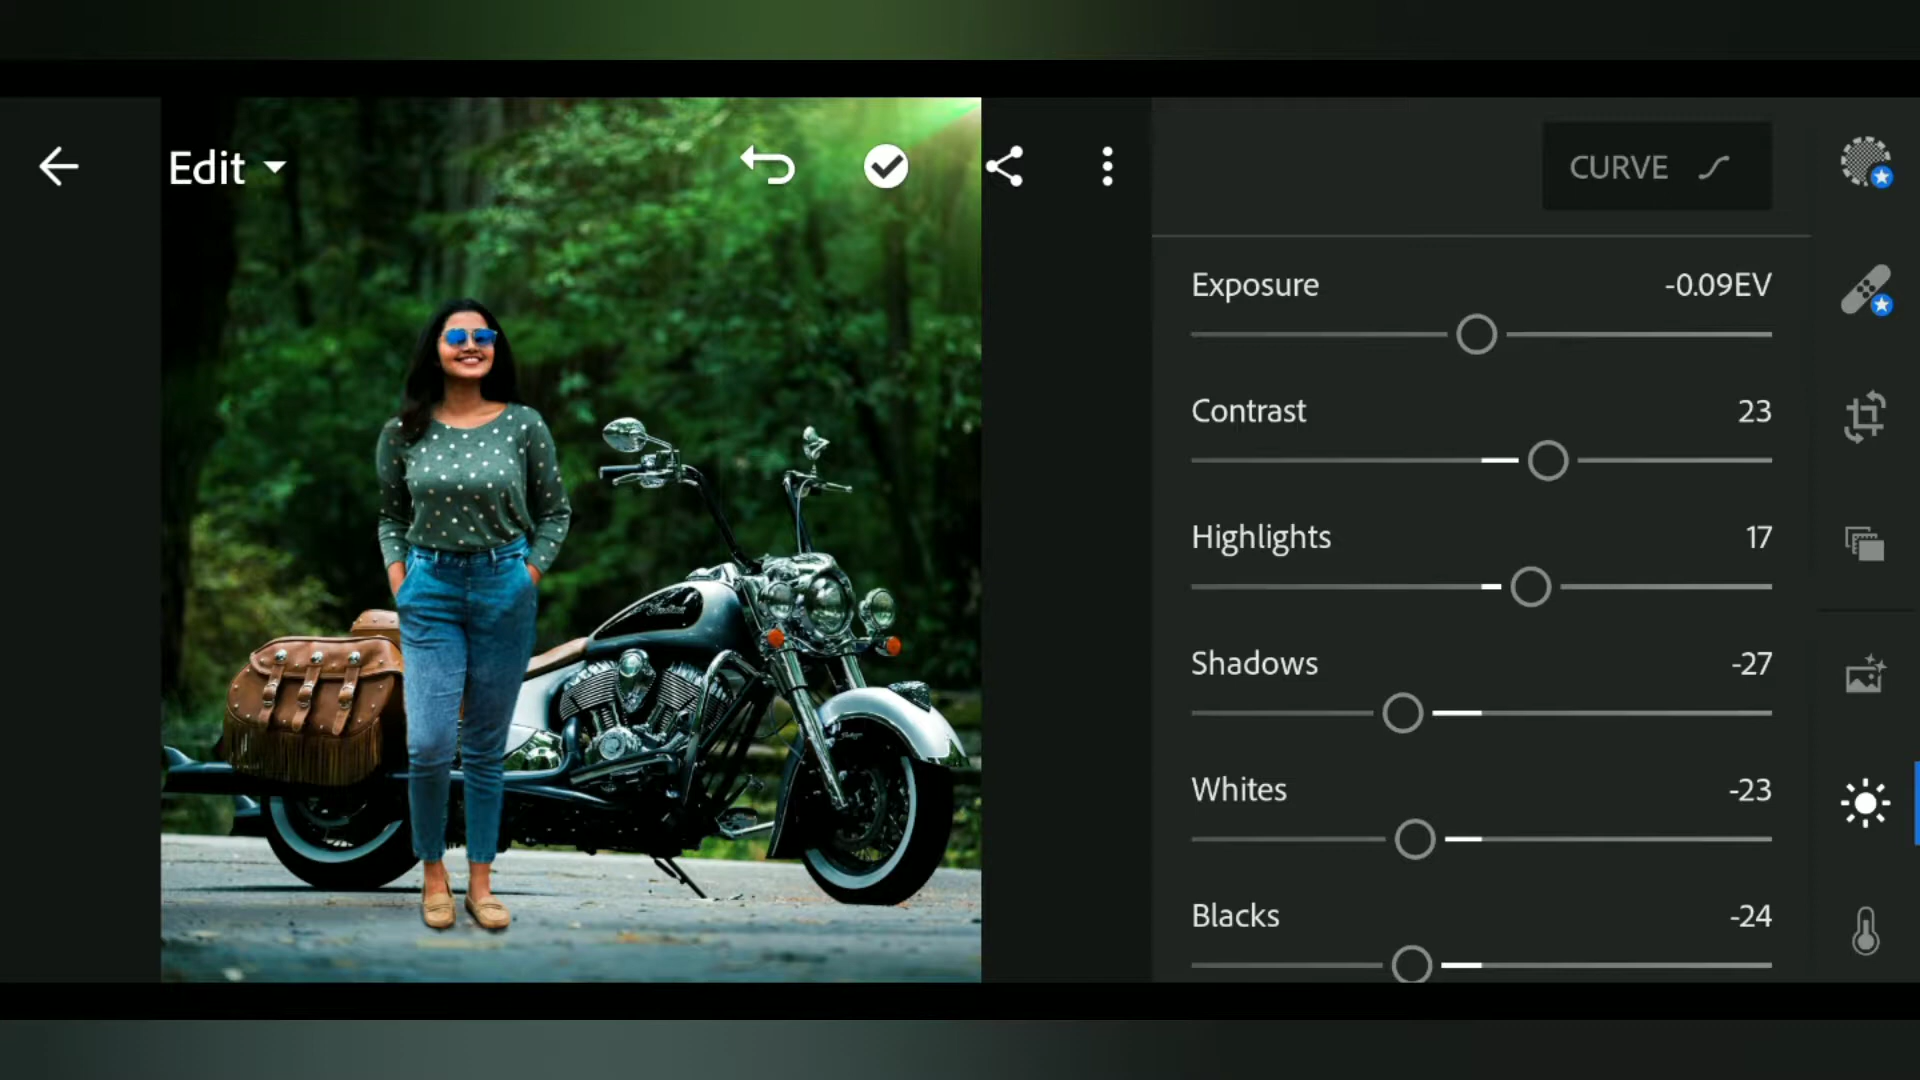 Edit
CURVE
Exposure -0.09EV
Contrast 23
Highlights 17
Shadows -27
Whites -23
Blacks -24